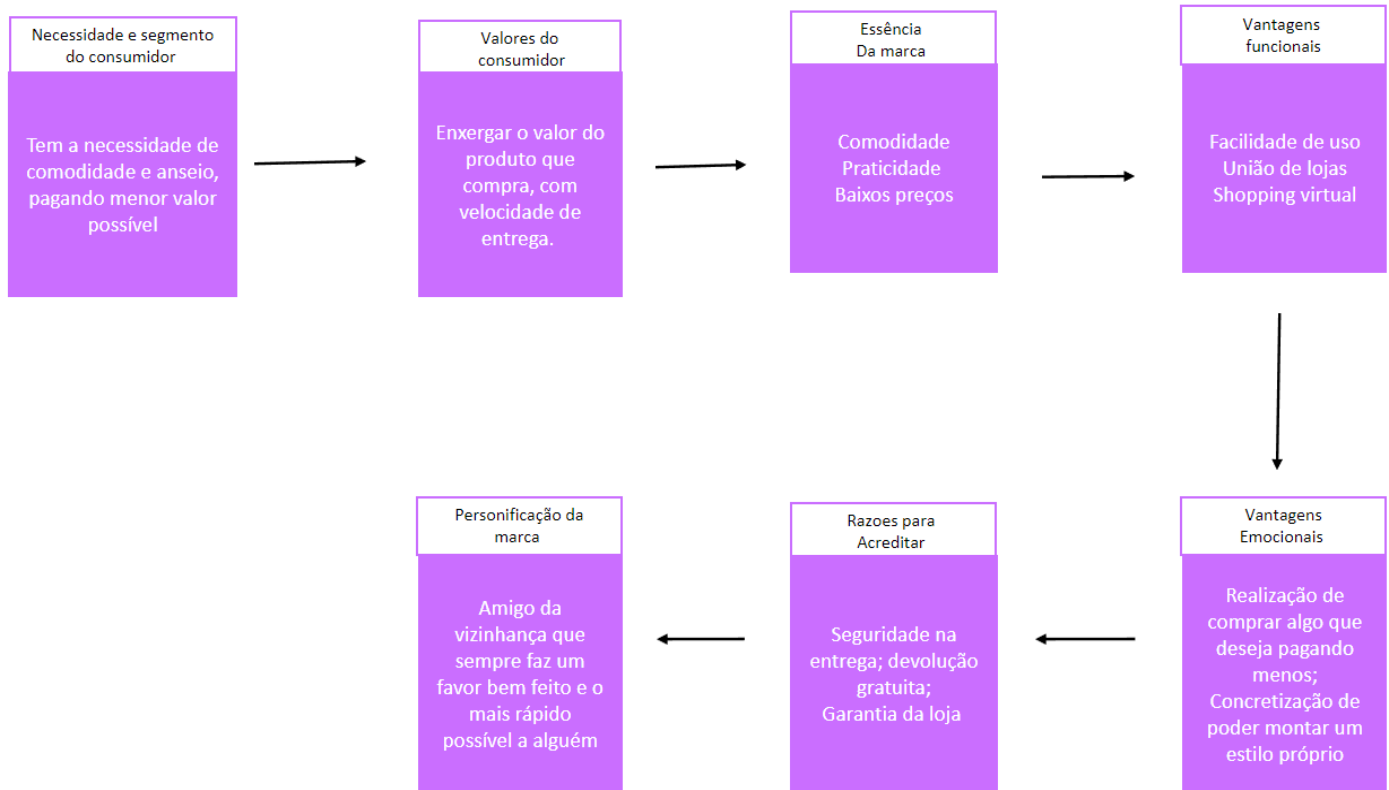 Necessidade e segmento
do consumidor
Tem a necessidade de
comodidade e anseio,
pagando menor valor
possível
Valores do
consumidor
Enxergar o valor do
produto que
compra, com
velocidade de
entrega.
Essência
Da marca
Comodidade
Praticidade
Baixos preços
Vantagens
funcionais
Facilidade de uso
União de lojas
Shopping virtual
Vantagens
Emocionais
Realização de
comprar algo que
deseja pagando
menos;
Concretização de
poder montar um
estilo próprio
Razoes para
Acreditar
Seguridade na
entrega; devolução
gratuita;
Garantia da loja
Personificação da
marca
Amigo da
vizinhança que
sempre faz um
favor bem feito e o
mais rápido
possível a alguém